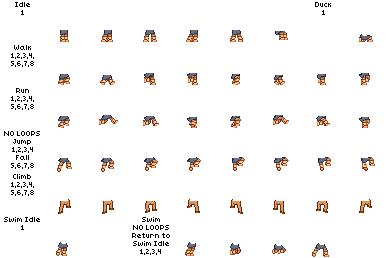 Idle
1
Duck
1
Walk
1,2,3,4,
5,6,7,8
Run
1,2,3,4,
5,6,7,8
NO LOOPS
Jump
1,2,3,4
Fall
5,6,7,8
Climb
1,2,3,4,
5,6,7,8
Swim Idle
1
Swim
NO LOOPS
Return to
Swim Idle
1,2,3,4